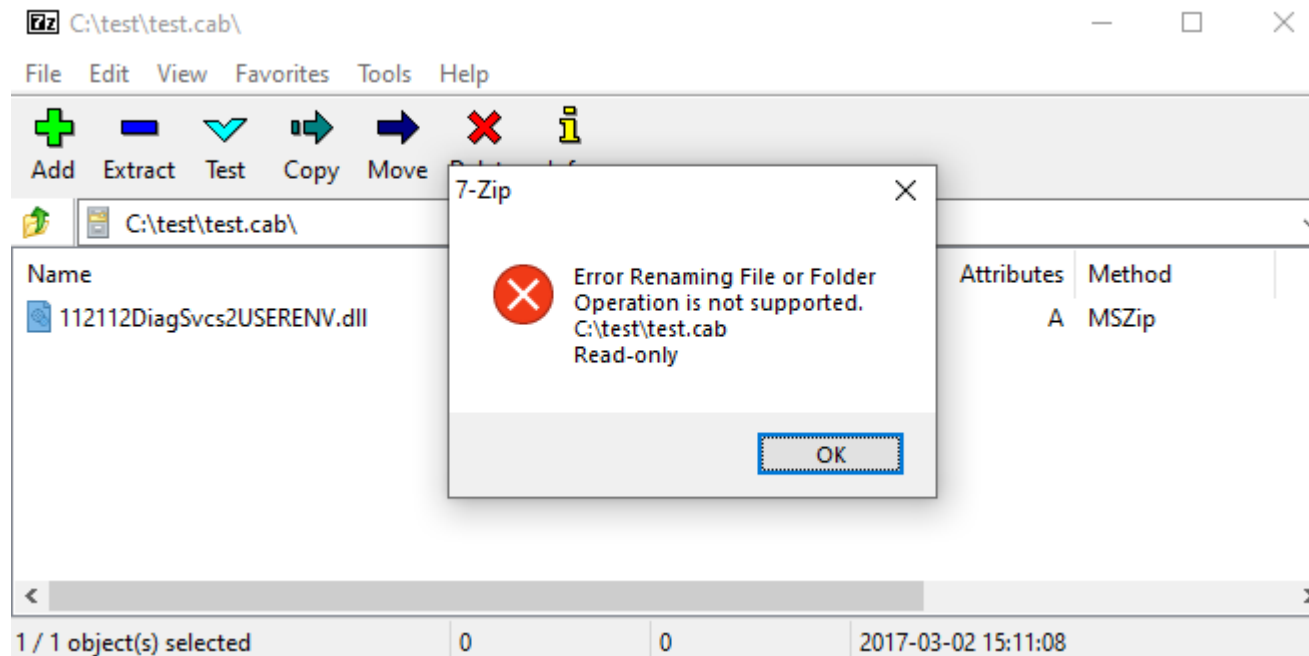 7z C:\test\test.cab\
File Edit View Favorites Tools Help
Add Extract Test Copy Move
C:\test\test.cab\
7-Zip
Error Renaming File or Folder
Operation is not supported.
C:\test\test.cab
Read-only
OK
Name Attributes Method
112112DiagSvcs2USERENV.dll A MSZip
1 / 1 object(s) selected 0 0 2017-03-02 15:11:08